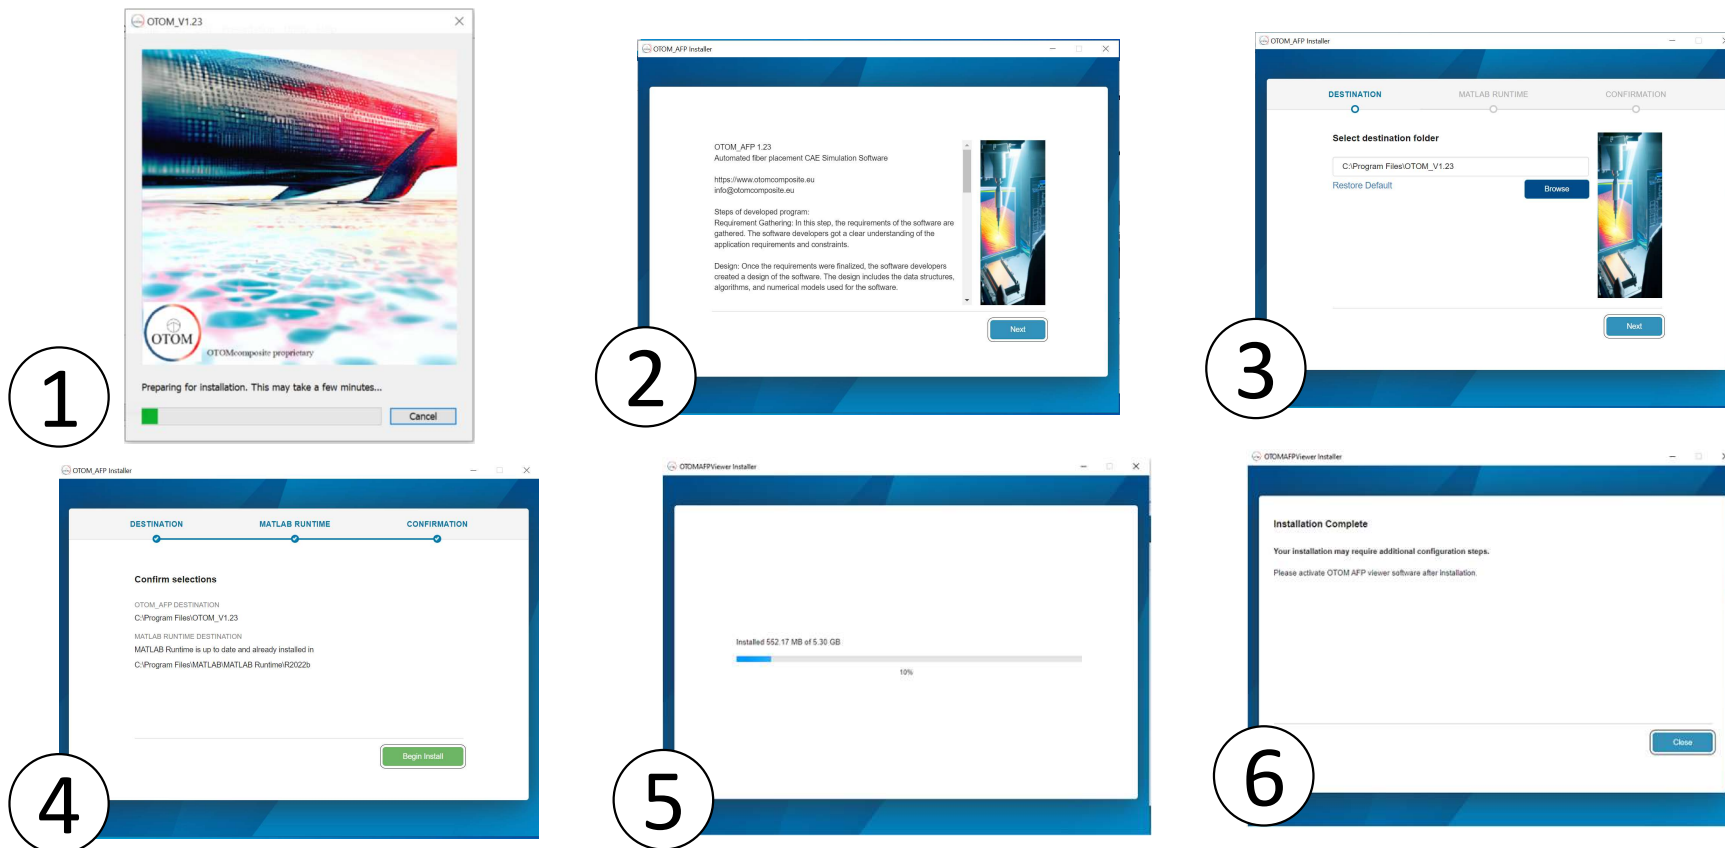 OTOM_V1.23
OTOM
OTOMcomposite proprietary
Preparing for installation. This may take a few minutes...
Cancel
1
OTOM_AFP Installer
OTOM_AFP 1.23
Automated fiber placement CAE Simulation Software
https://www.otomcomposite.eu
info@otomcomposite.eu
Steps of developed program:
Requirement Gathering: In this step, the requirements of the software are
gathered. The software developers got a clear understanding of the
application requirements and constraints.
Design: Once the requirements were finalized, the software developers
created a design of the software. The design includes the data structures,
algorithms, and numerical models used for the software.
Next
2
OTOM_AFP Installer
DESTINATION MATLAB RUNTIME CONFIRMATION
Select destination folder
C:\Program Files\OTOM_V1.23
Restore Default
Browse
Next
3
OTOM_AFP Installer
DESTINATION MATLAB RUNTIME CONFIRMATION
Confirm selections
OTOM_AFP DESTINATION
C:\Program Files\OTOM_V1.23
MATLAB RUNTIME DESTINATION
MATLAB Runtime is up to date and already installed in
C:\Program Files\MATLAB\MATLAB Runtime\R2022b
Begin Install
4
OTOMAFPViewer Installer
Installed 552.17 MB of 5.30 GB
10%
5
OTOMAFPViewer Installer
Installation Complete
Your installation may require additional configuration steps.
Please activate OTOM AFP viewer software after installation.
Close
6